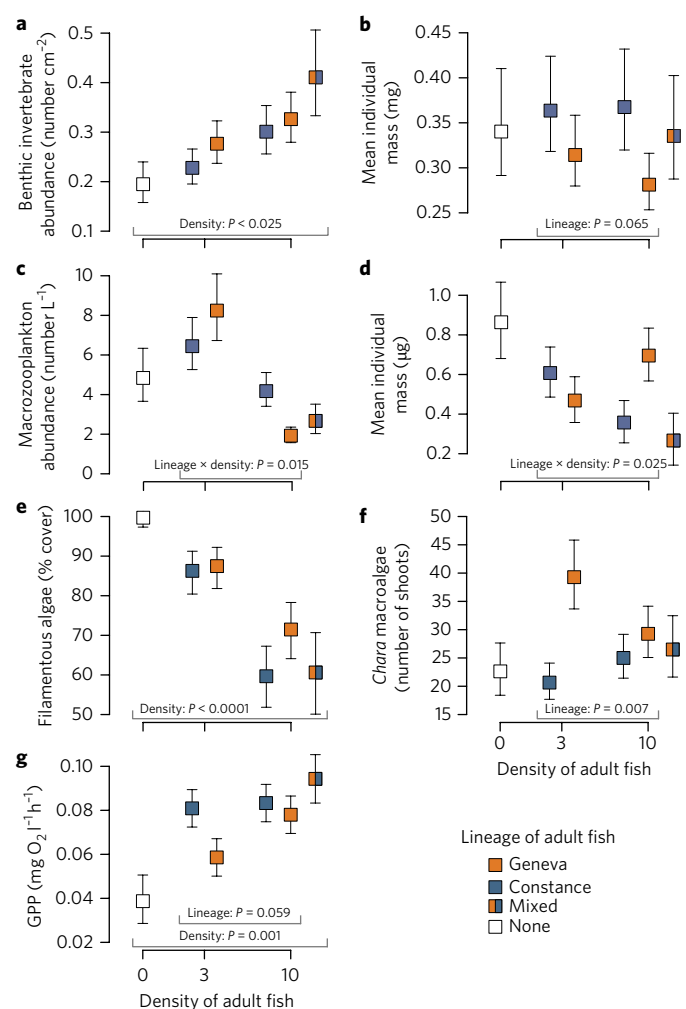 a
Benthic invertebrate
abundance (number cm⁻²)
0.5
0.4
0.3
0.2
0.1
Density: P < 0.025
b
Mean individual
mass (mg)
0.45
0.40
0.35
0.30
0.25
Lineage: P = 0.065
c
Macrozooplankton
abundance (number L⁻¹)
10
8
6
4
2
0
Lineage × density: P = 0.015
d
Mean individual
mass (µg)
1.0
0.8
0.6
0.4
0.2
Lineage × density: P = 0.025
e
Filamentous algae (% cover)
100
90
80
70
60
50
Density: P < 0.0001
f
Chara macroalgae
(number of shoots)
50
45
40
35
30
25
20
15
Lineage: P = 0.007
0 3 10
Density of adult fish
g
GPP (mg O₂ l⁻¹h⁻¹)
0.10
0.08
0.06
0.04
0.02
Lineage: P = 0.059
Density: P = 0.001
0 3 10
Density of adult fish
Lineage of adult fish
Geneva
Constance
Mixed
None